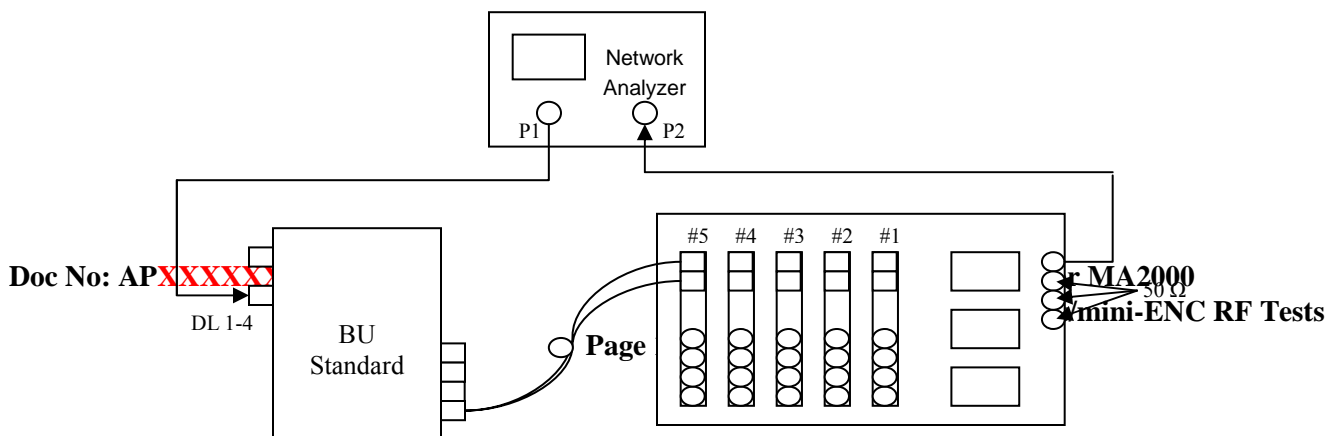 Network
Analyzer
P1 P2
#5 #4 #3 #2 #1
Doc No: APXXXXXX
r MA2000
50 Ω
/mini-ENC RF Tests
DL 1-4
BU
Standard
Page